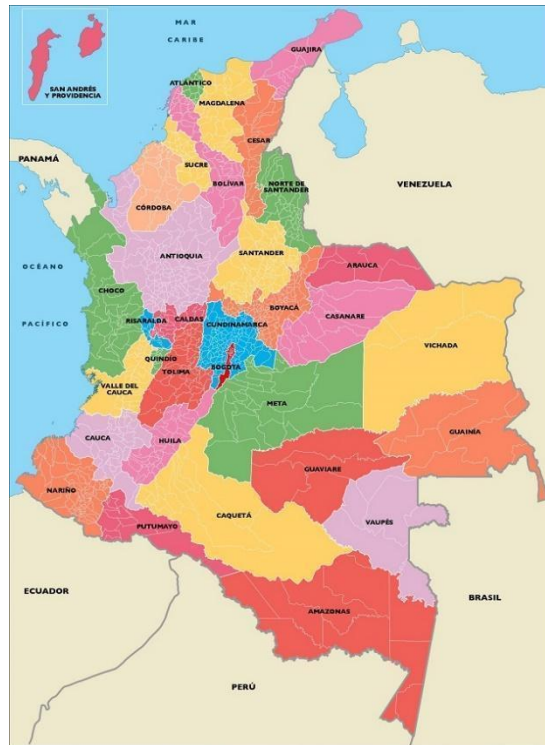 MAR
CARIBE
GUAJIRA
SAN ANDRÉS
Y PROVIDENCIA
ATLÁNTICO
MAGDALENA
CESAR
PANAMÁ
SUCRE
NORTE DE
SANTANDER
VENEZUELA
BOLÍVAR
CÓRDOBA
ANTIOQUIA
SANTANDER
ARAUCA
OCÉANO
CHOCO
BOYACÁ
CASANARE
PACÍFICO
RISARALDA
CALDAS
CUNDINAMARCA
VICHADA
QUINDÍO
BOGOTÁ
TOLIMA
VALLE DEL
CAUCA
META
GUAINÍA
CAUCA
HUILA
GUAVIARE
NARIÑO
CAQUETÁ
VAUPÉS
PUTUMAYO
ECUADOR
BRASIL
AMAZONAS
PERÚ